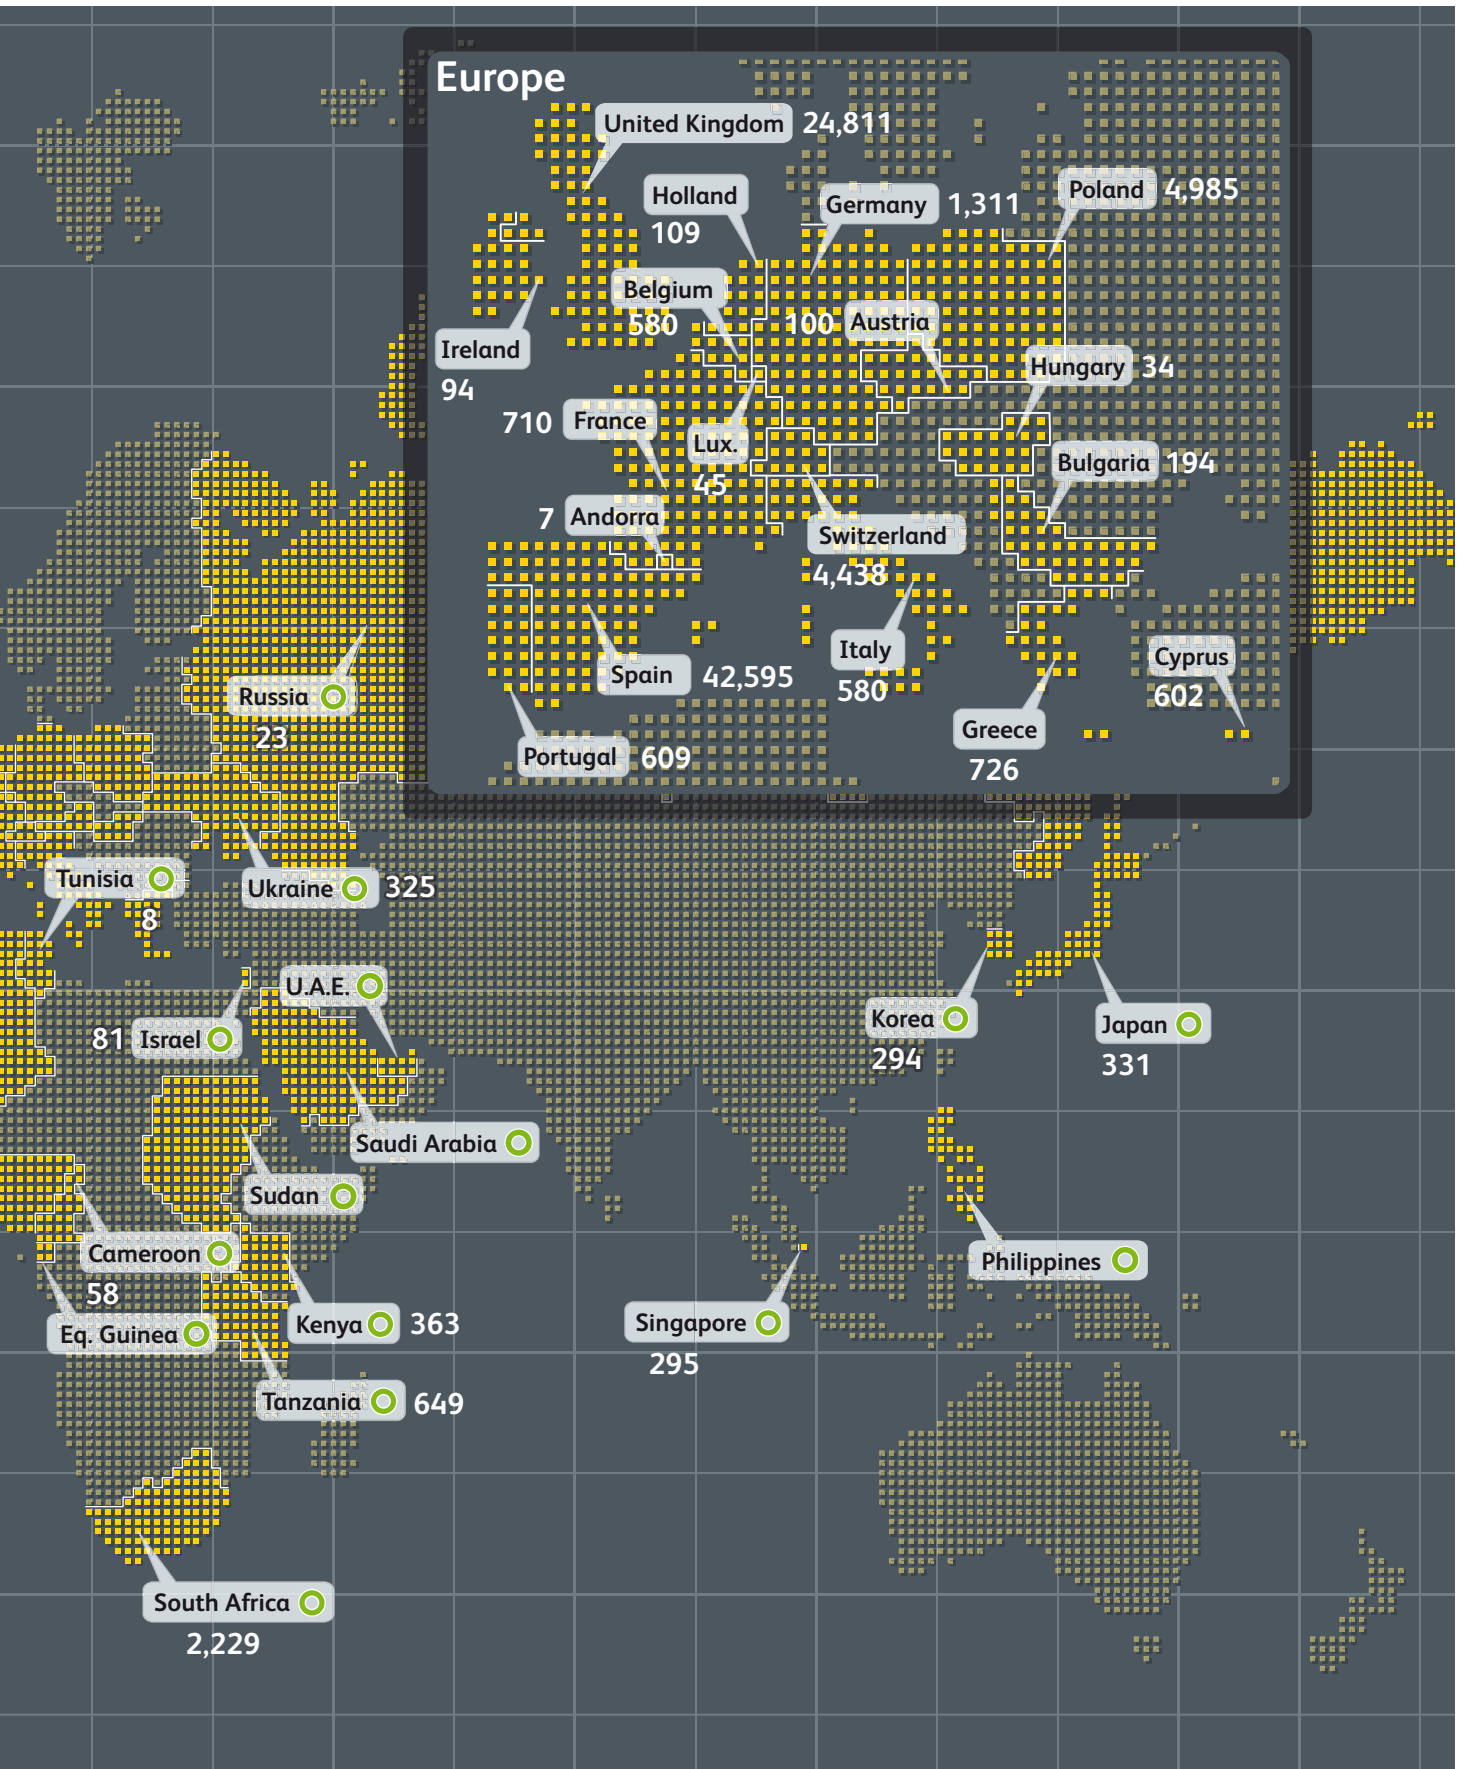 Europe
United Kingdom 24,811
Holland
109
Germany 1,311
Poland 4,985
Belgium
580
100 Austria
Ireland
94
Hungary 34
710 France
Lux.
45
Bulgaria 194
7 Andorra
Switzerland
4,438
Italy
580
Spain 42,595
Cyprus
602
Greece
726
Portugal 609
Russia
23
Tunisia
8
Ukraine 325
U.A.E.
81 Israel
Korea
294
Japan
331
Saudi Arabia
Sudan
Cameroon
58
Philippines
Eq. Guinea
Kenya 363
Singapore
295
Tanzania 649
South Africa
2,229